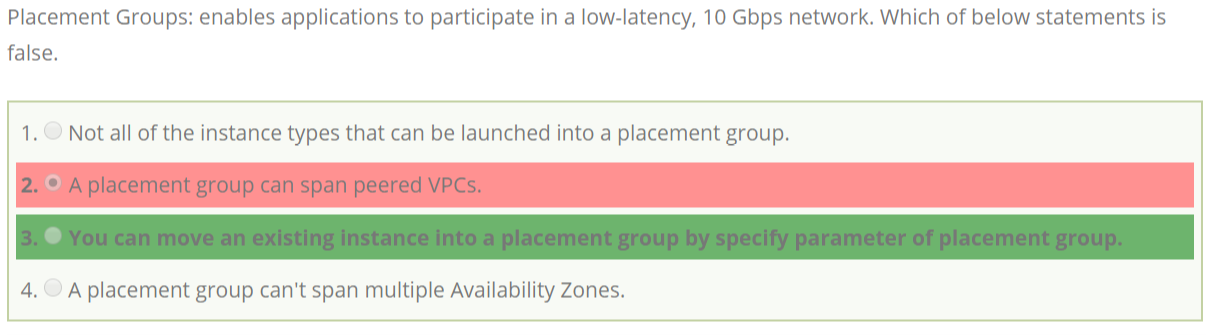 Placement Groups: enables applications to participate in a low-latency, 10 Gbps network. Which of below statements is
false.
1. Not all of the instance types that can be launched into a placement group.
2. A placement group can span peered VPCs.
3. You can move an existing instance into a placement group by specify parameter of placement group.
4. A placement group can't span multiple Availability Zones.